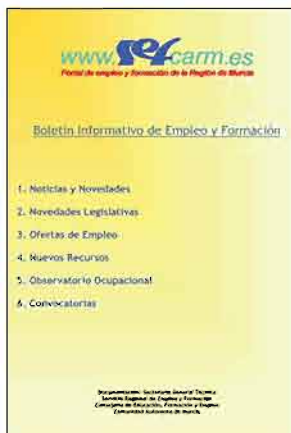 www.sefcarm.es
Portal de empleo y formación de la Región de Murcia
Boletín Informativo de Empleo y Formación
1. Noticias y Novedades
2. Novedades Legislativas
3. Ofertas de Empleo
4. Nuevos Recursos
5. Observatorio Ocupacional
6. Convocatorias
Documentación: Secretaría General Técnica
Servicio Regional de Empleo y Formación
Consejería de Educación, Formación y Empleo
Comunidad Autónoma de Murcia